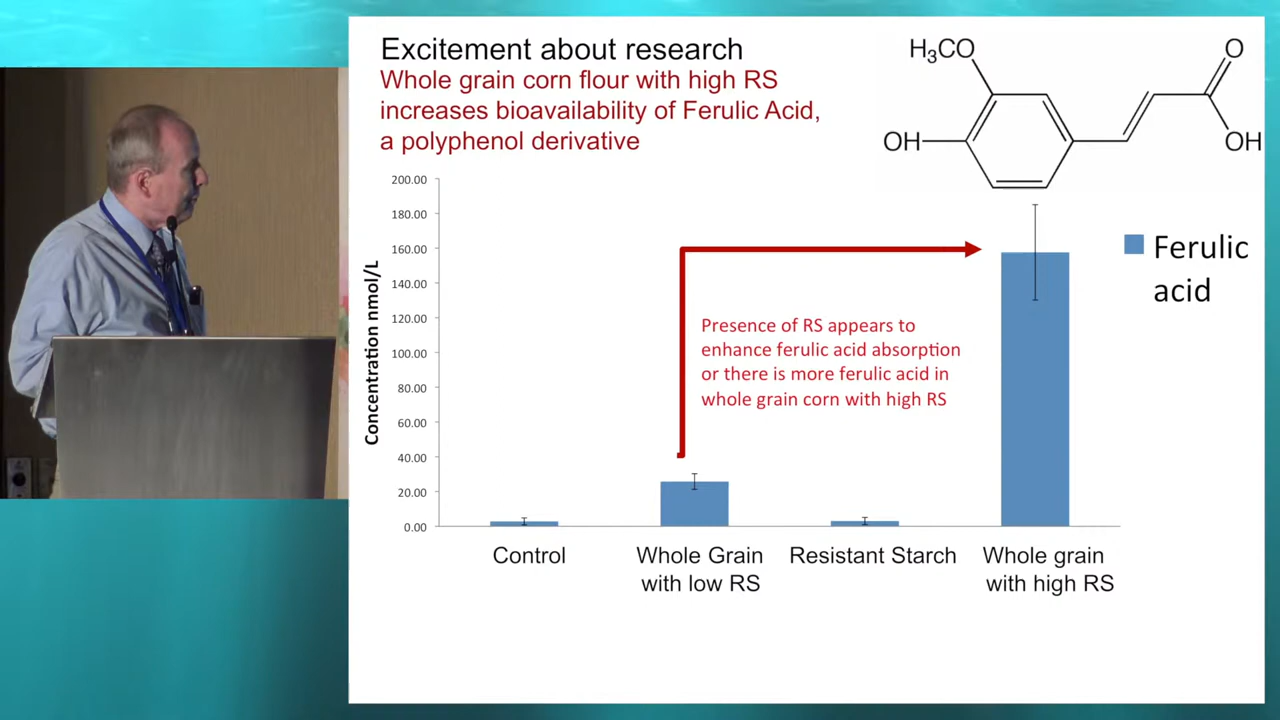 Excitement about research
Whole grain corn flour with high RS
increases bioavailability of Ferulic Acid,
a polyphenol derivative
H₃CO
O
OH
OH
200.00
180.00
160.00
140.00
120.00
100.00
80.00
60.00
40.00
20.00
0.00
Concentration nmol/L
Presence of RS appears to
enhance ferulic acid absorption
or there is more ferulic acid in
whole grain corn with high RS
Ferulic
acid
Control
Whole Grain
with low RS
Resistant Starch
Whole grain
with high RS